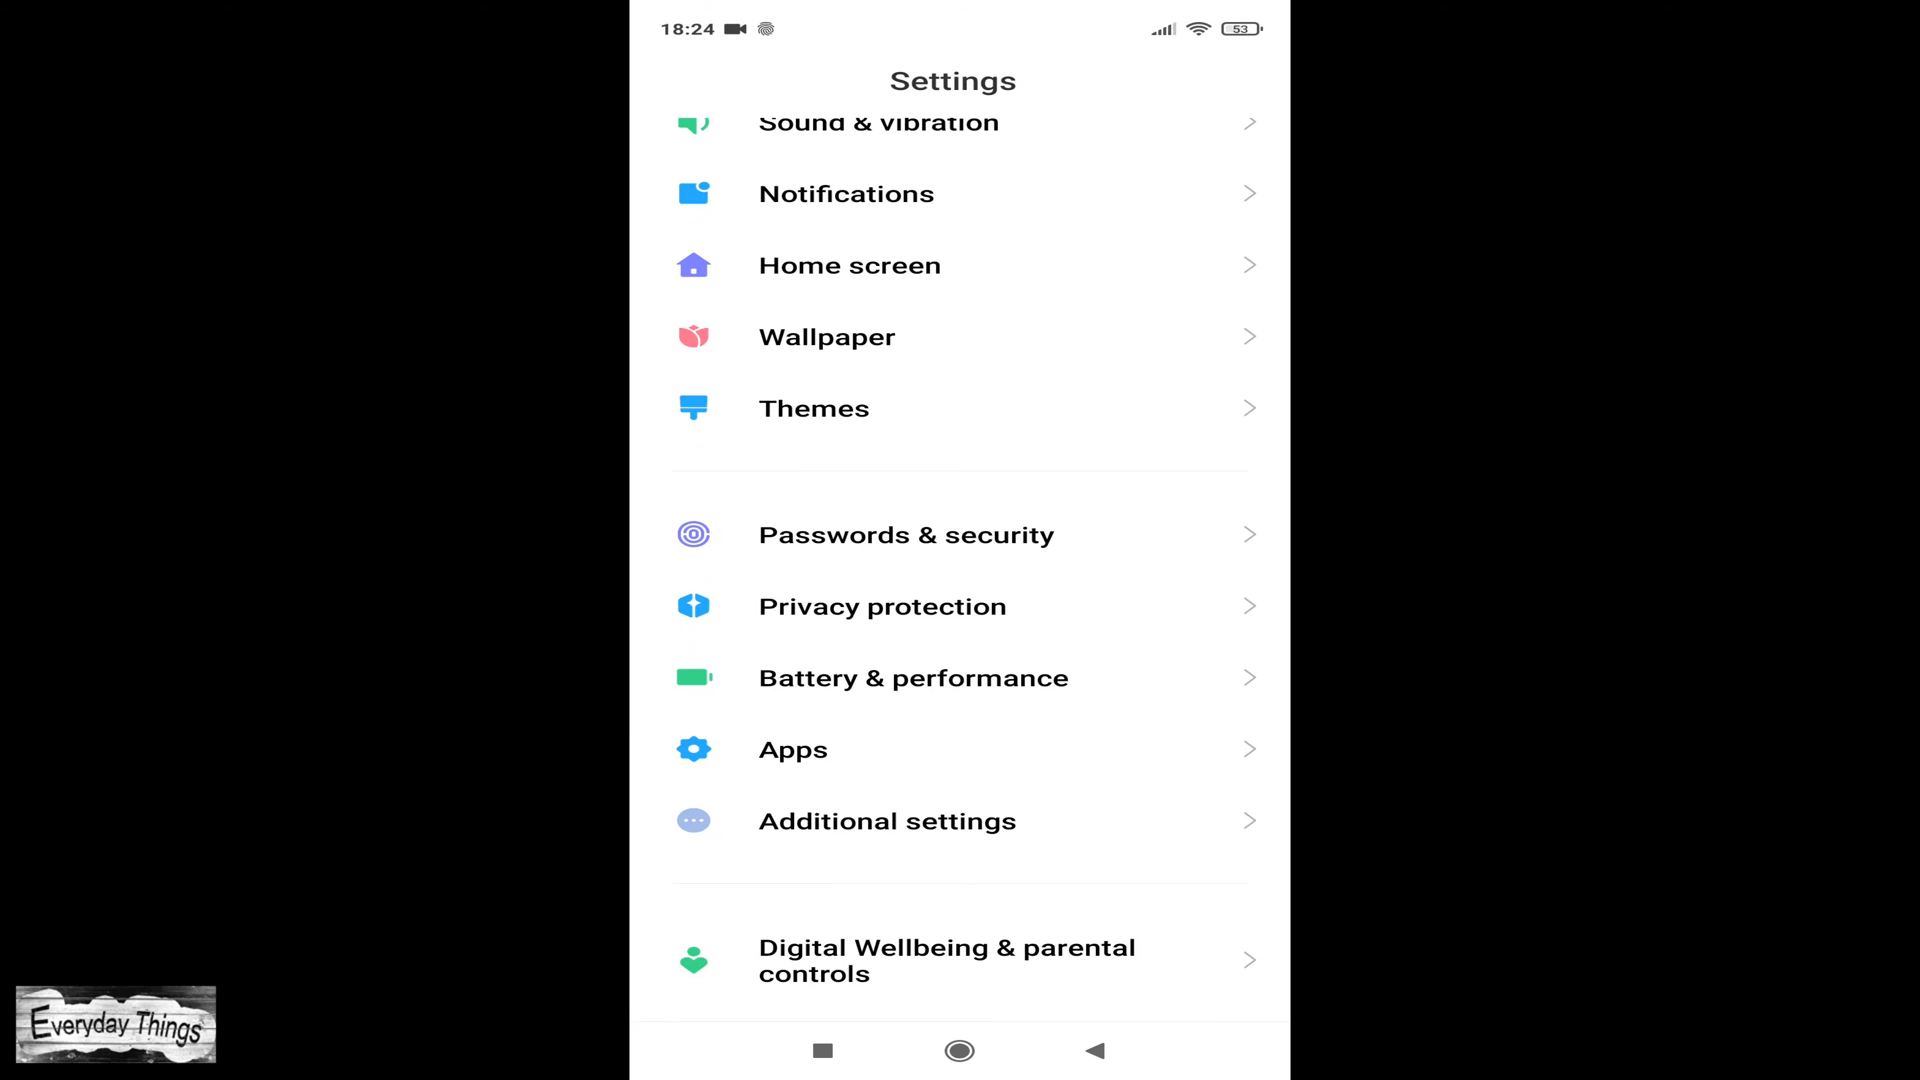 18:24
53
Settings
Sound & vibration
Notifications
Home screen
Wallpaper
Themes
Passwords & security
Privacy protection
Battery & performance
Apps
Additional settings
Digital Wellbeing & parental
controls
Everyday Things